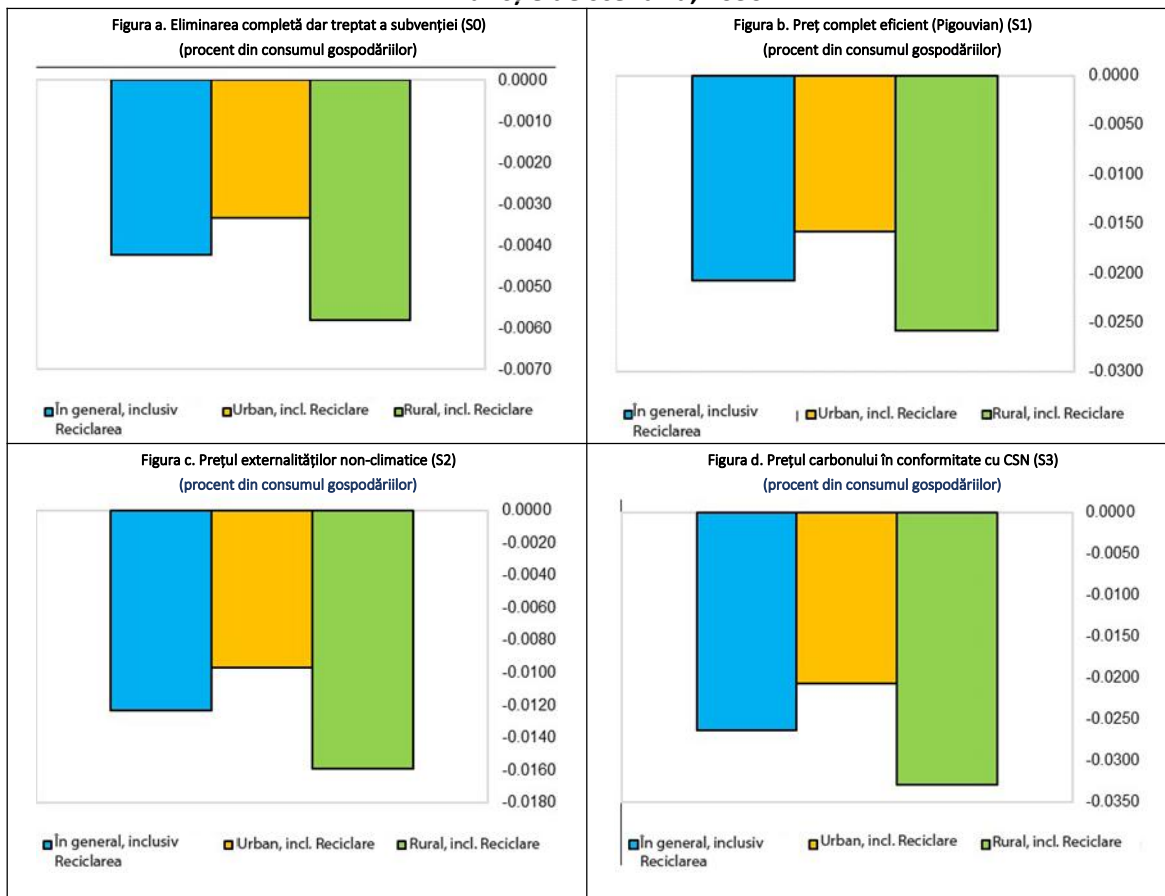 Figura a. Eliminarea completă dar treptat a subvenției (S0)
(procent din consumul gospodăriilor)
0.0000
-0.0010
-0.0020
-0.0030
-0.0040
-0.0050
-0.0060
-0.0070
În general, inclusiv Reciclarea
Urban, incl. Reciclare
Rural, incl. Reciclare
Figura b. Preț complet eficient (Pigouvian) (S1)
(procent din consumul gospodăriilor)
0.0000
-0.0050
-0.0100
-0.0150
-0.0200
-0.0250
-0.0300
În general, inclusiv Reciclarea
Urban, incl. Reciclare
Rural, incl. Reciclare
Figura c. Prețul externalităților non-climatice (S2)
(procent din consumul gospodăriilor)
0.0000
-0.0020
-0.0040
-0.0060
-0.0080
-0.0100
-0.0120
-0.0140
-0.0160
-0.0180
În general, inclusiv Reciclarea
Urban, incl. Reciclare
Rural, incl. Reciclare
Figura d. Prețul carbonului în conformitate cu CSN (S3)
(procent din consumul gospodăriilor)
0.0000
-0.0050
-0.0100
-0.0150
-0.0200
-0.0250
-0.0300
-0.0350
În general, inclusiv Reciclarea
Urban, incl. Reciclare
Rural, incl. Reciclare